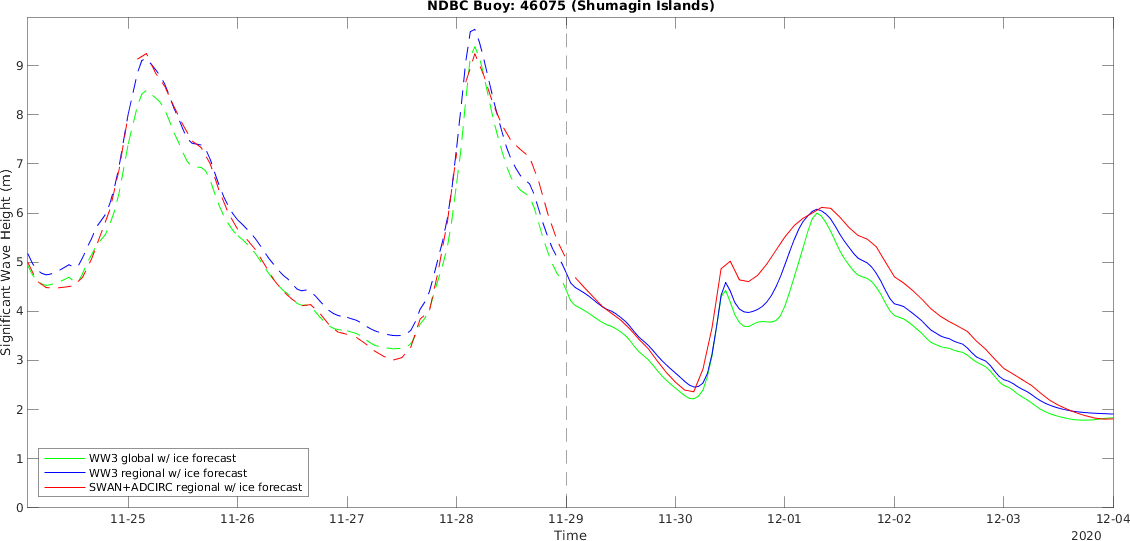 NDBC Buoy: 46075 (Shumagin Islands)
Significant Wave Height (m)
9
8
7
6
5
4
3
2
1
0
WW3 global w/ ice forecast
WW3 regional w/ ice forecast
SWAN+ADCIRC regional w/ ice forecast
11-25 11-26 11-27 11-28 11-29 11-30 12-01 12-02 12-03 12-04
Time
2020